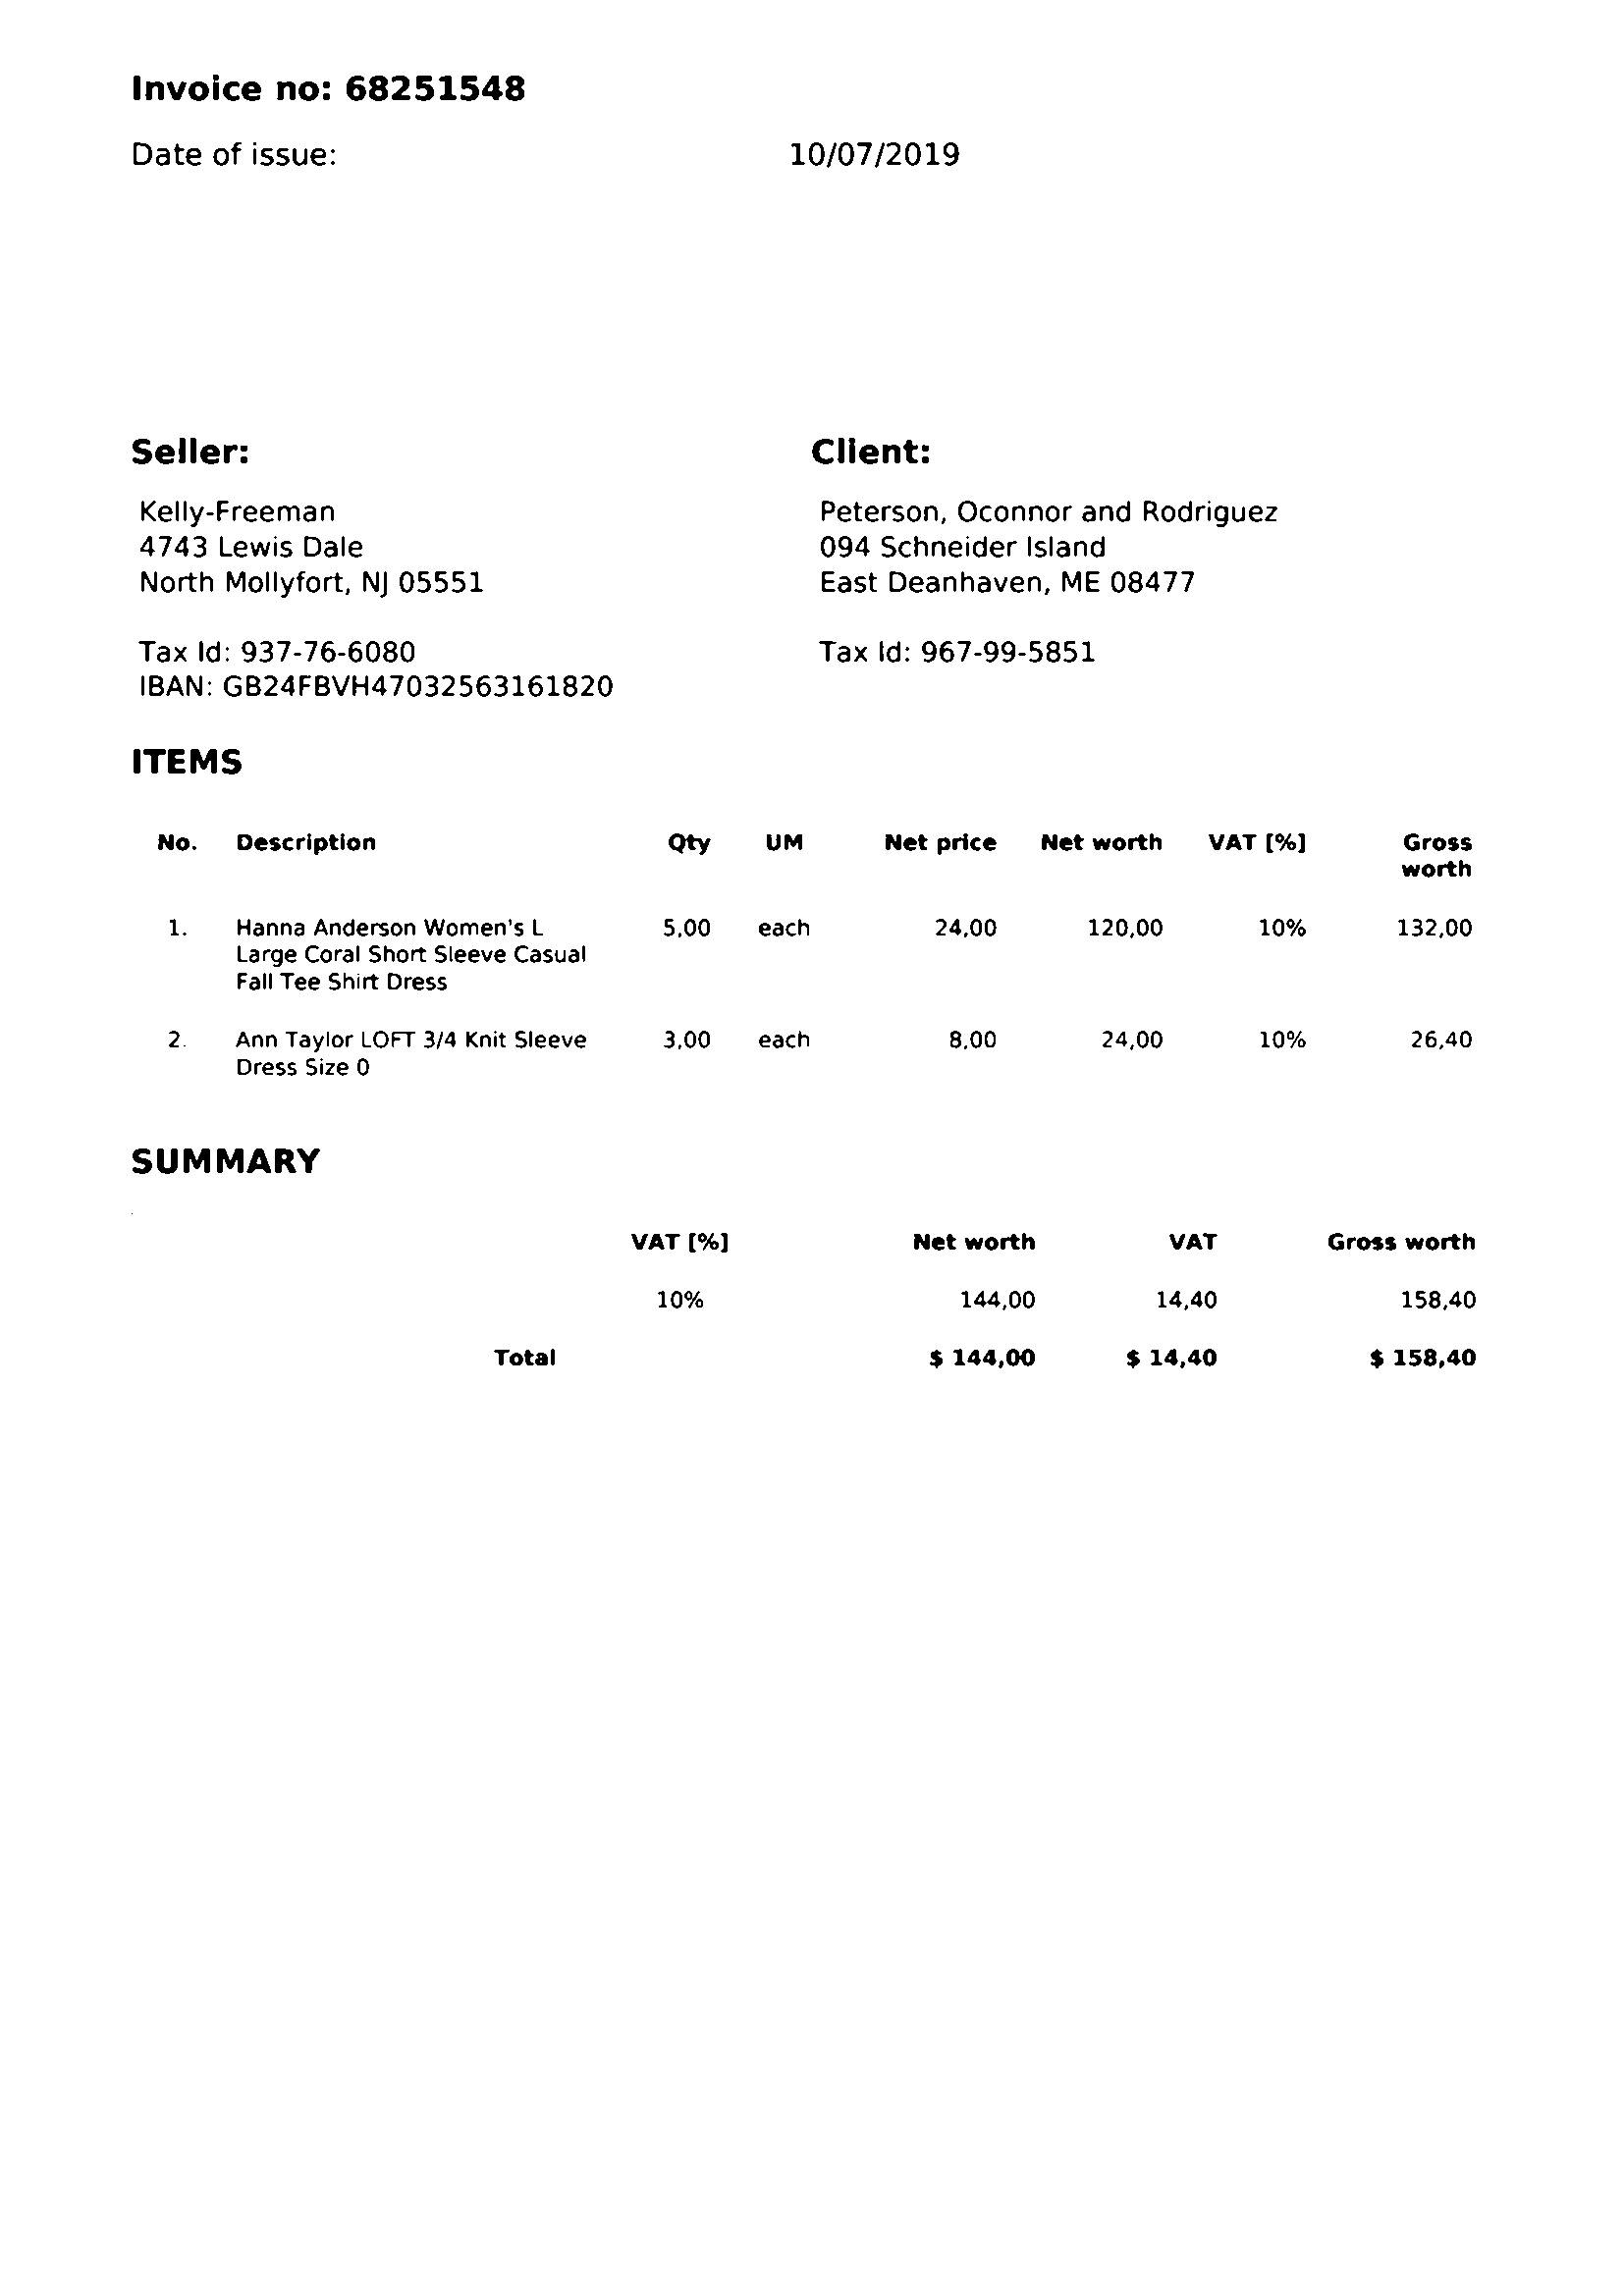 Invoice no: 68251548
Date of issue: 10/07/2019
Seller:
Kelly-Freeman
4743 Lewis Dale
North Mollyfort, NJ 05551
Tax Id: 937-76-6080
IBAN: GB24FBVH47032563161820
Client:
Peterson, Oconnor and Rodriguez
094 Schneider Island
East Deanhaven, ME 08477
Tax Id: 967-99-5851
ITEMS
No. Description Qty UM Net price Net worth VAT [%] Gross
worth
1. Hanna Anderson Women's L 5,00 each 24,00 120,00 10% 132,00
Large Coral Short Sleeve Casual
Fall Tee Shirt Dress
2. Ann Taylor LOFT 3/4 Knit Sleeve 3,00 each 8,00 24,00 10% 26,40
Dress Size 0
SUMMARY
VAT [%] Net worth VAT Gross worth
10% 144,00 14,40 158,40
Total $ 144,00 $ 14,40 $ 158,40